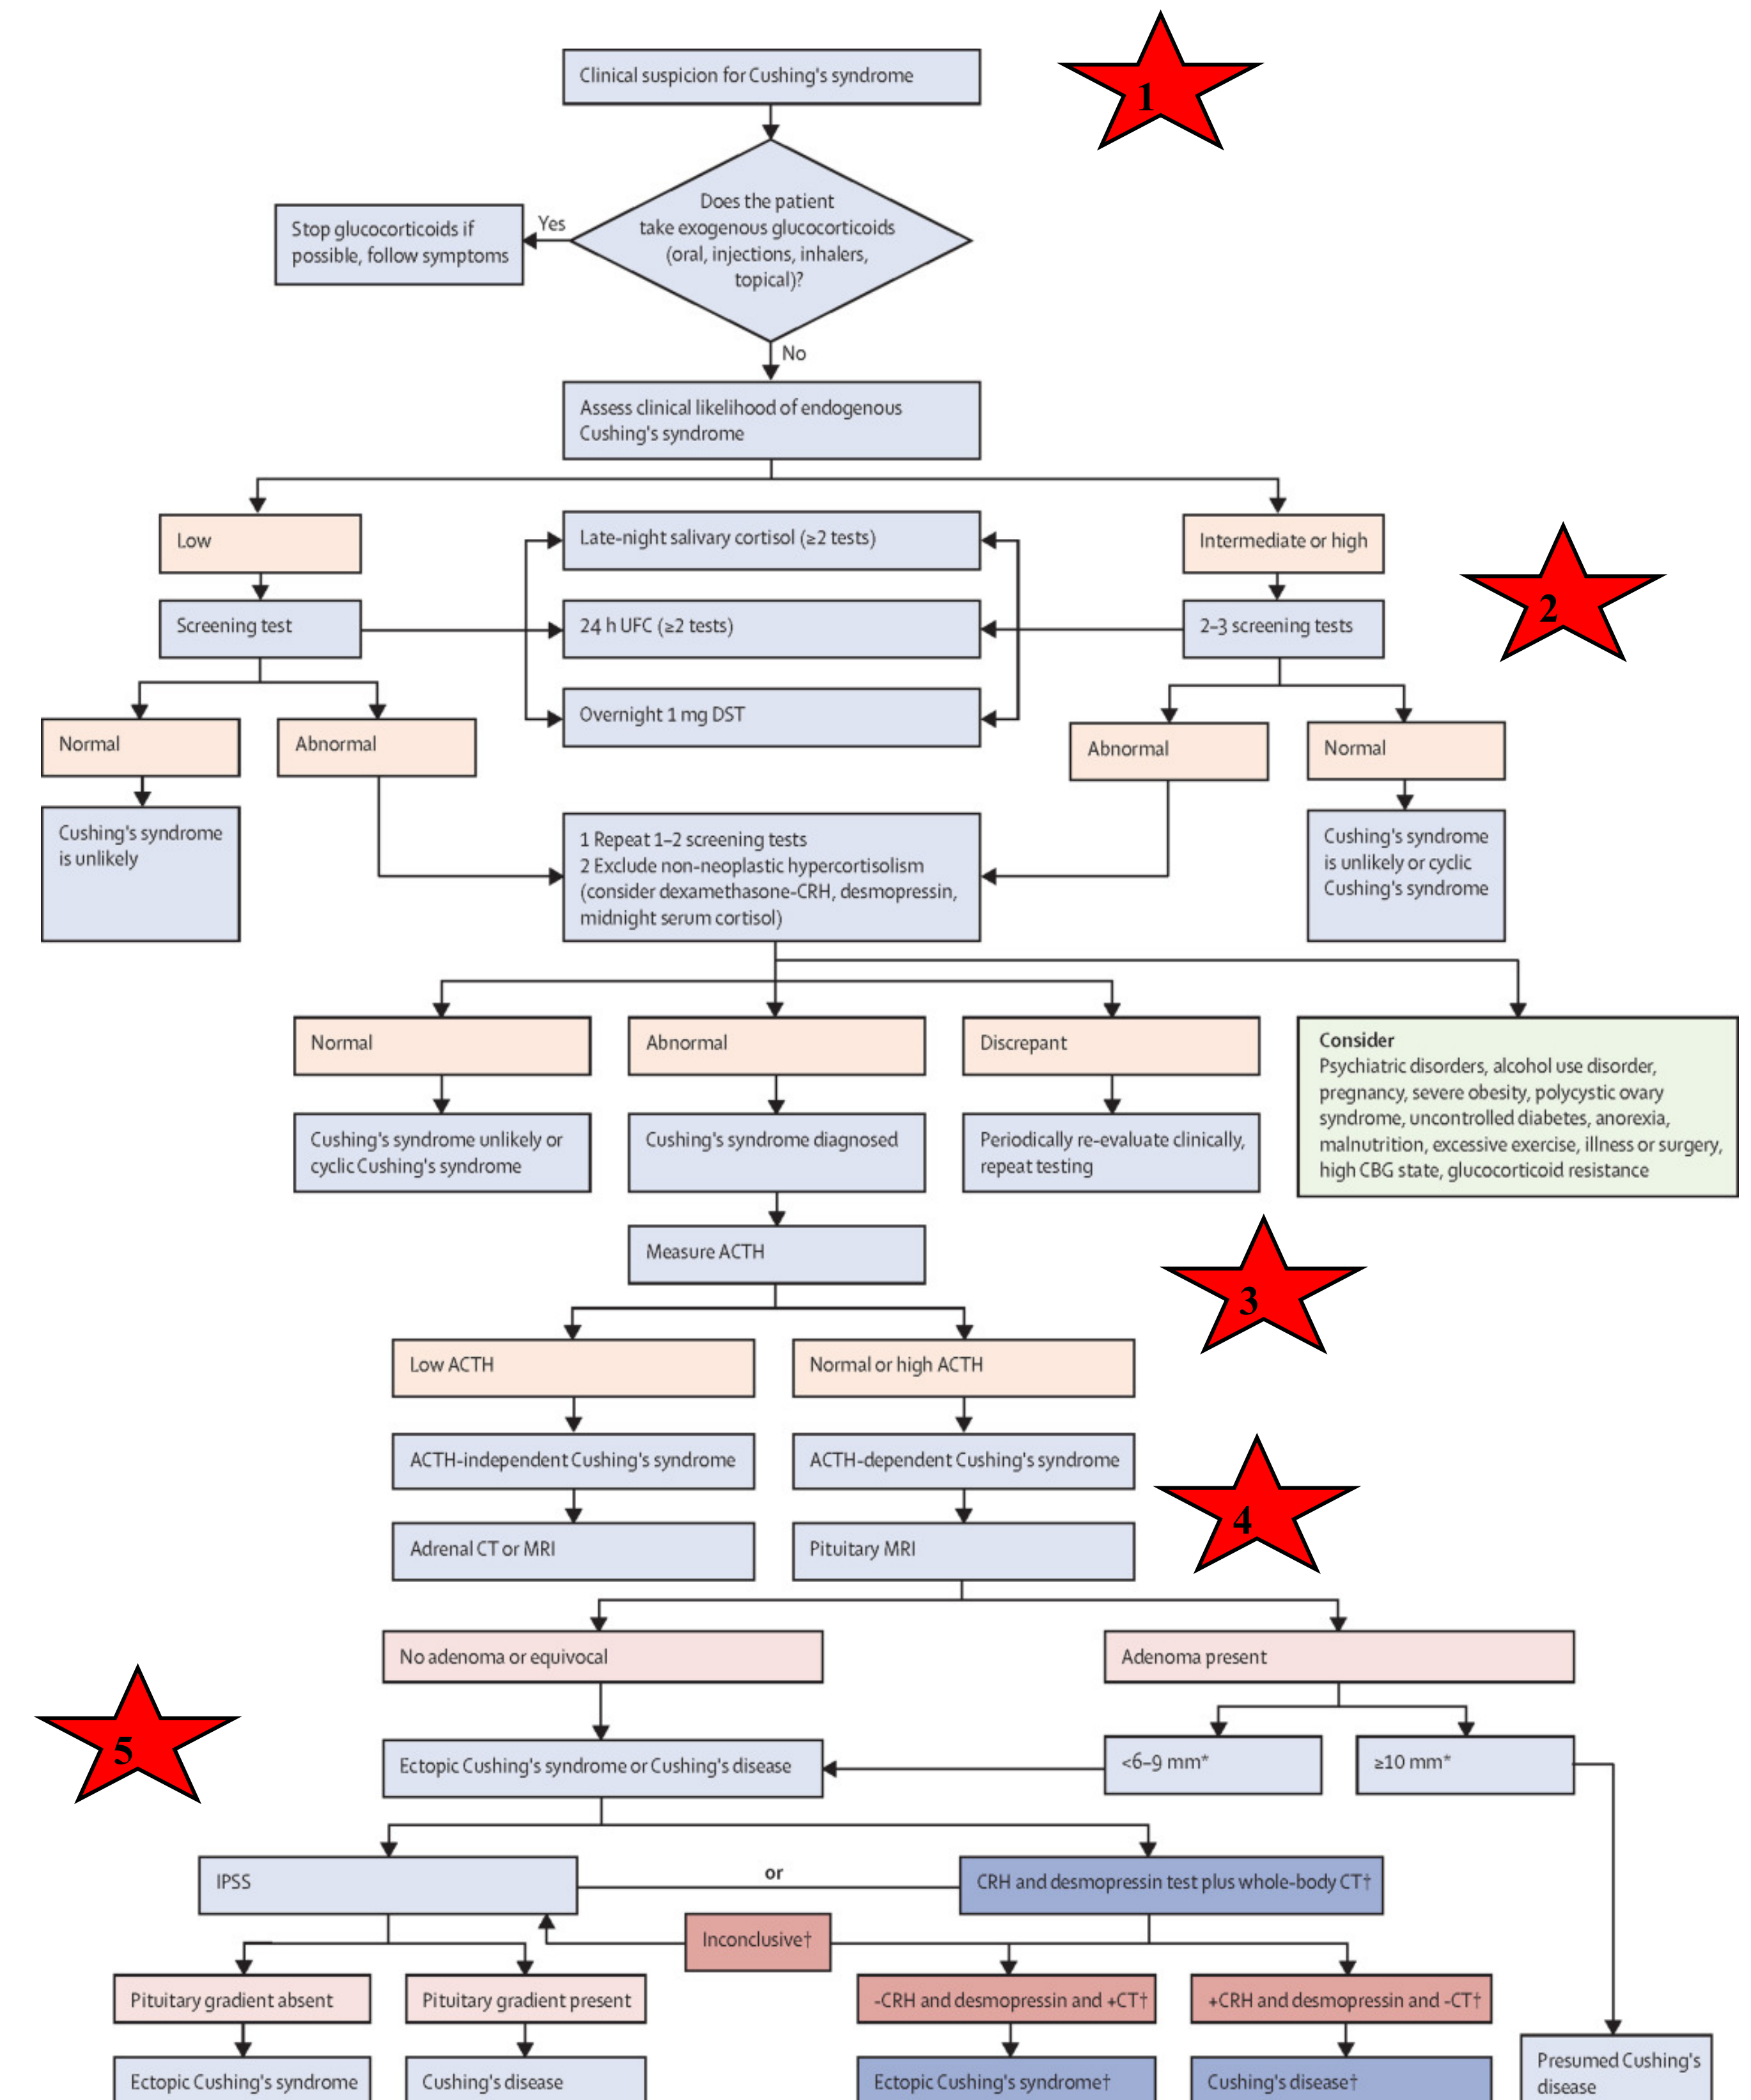 Clinical suspicion for Cushing's syndrome
1
Does the patient
take exogenous glucocorticoids
(oral, injections, inhalers,
topical)?
Yes
Stop glucocorticoids if
possible, follow symptoms
No
Assess clinical likelihood of endogenous
Cushing's syndrome
Low
Late-night salivary cortisol (≥2 tests)
Intermediate or high
2
Screening test
24 h UFC (≥2 tests)
2–3 screening tests
Overnight 1 mg DST
Normal
Abnormal
Abnormal
Normal
Cushing's syndrome
is unlikely
1 Repeat 1–2 screening tests
2 Exclude non-neoplastic hypercortisolism
(consider dexamethasone-CRH, desmopressin,
midnight serum cortisol)
Cushing's syndrome
is unlikely or cyclic
Cushing's syndrome
Normal
Abnormal
Discrepant
Consider
Psychiatric disorders, alcohol use disorder,
pregnancy, severe obesity, polycystic ovary
syndrome, uncontrolled diabetes, anorexia,
malnutrition, excessive exercise, illness or surgery,
high CBG state, glucocorticoid resistance
Cushing's syndrome unlikely or
cyclic Cushing's syndrome
Cushing's syndrome diagnosed
Periodically re-evaluate clinically,
repeat testing
Measure ACTH
3
Low ACTH
Normal or high ACTH
ACTH-independent Cushing's syndrome
ACTH-dependent Cushing's syndrome
4
Adrenal CT or MRI
Pituitary MRI
No adenoma or equivocal
Adenoma present
5
Ectopic Cushing's syndrome or Cushing's disease
<6–9 mm*
≥10 mm*
IPSS
or
CRH and desmopressin test plus whole-body CT†
Inconclusive†
Pituitary gradient absent
Pituitary gradient present
-CRH and desmopressin and +CT†
+CRH and desmopressin and -CT†
Ectopic Cushing's syndrome
Cushing's disease
Ectopic Cushing's syndrome†
Cushing's disease†
Presumed Cushing's
disease